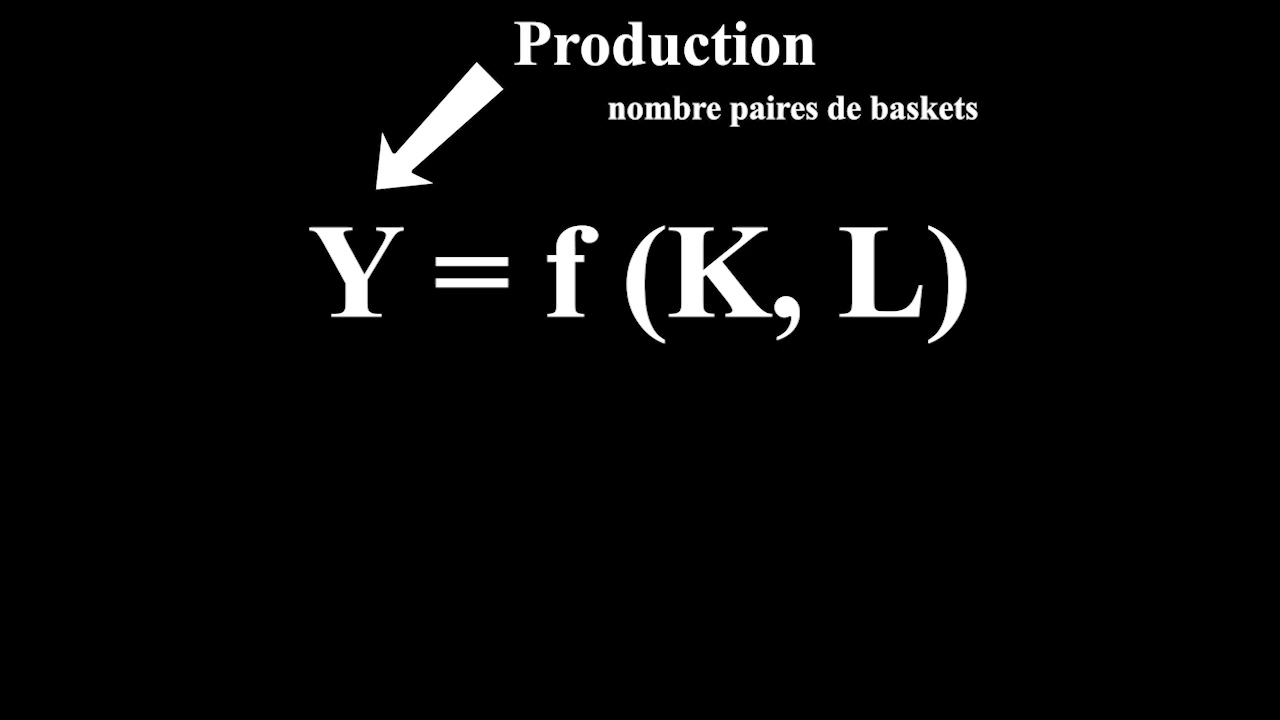 Production
nombre paires de baskets
Y = f (K, L)